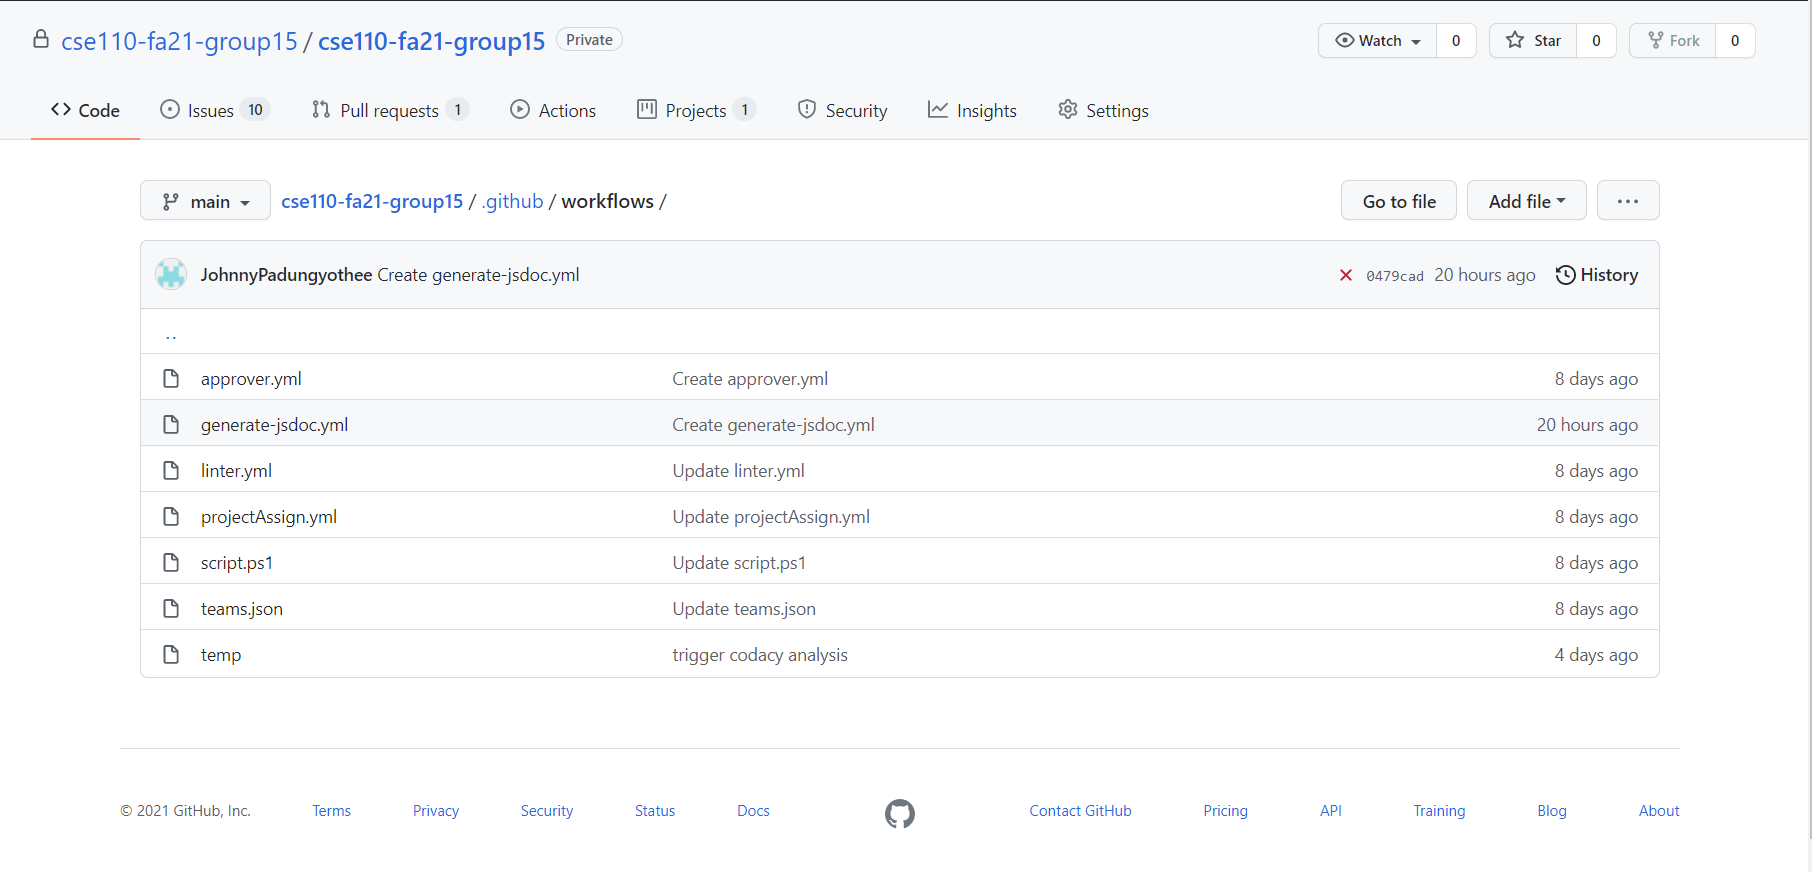 cse110-fa21-group15 / cse110-fa21-group15 Private Watch 0 Star 0 Fork 0
Code Issues 10 Pull requests 1 Actions Projects 1 Security Insights Settings
main cse110-fa21-group15 / .github / workflows / Go to file Add file ...
JohnnyPadungyothee Create generate-jsdoc.yml 0479cad 20 hours ago History
..
approver.yml Create approver.yml 8 days ago
generate-jsdoc.yml Create generate-jsdoc.yml 20 hours ago
linter.yml Update linter.yml 8 days ago
projectAssign.yml Update projectAssign.yml 8 days ago
script.ps1 Update script.ps1 8 days ago
teams.json Update teams.json 8 days ago
temp trigger codacy analysis 4 days ago
© 2021 GitHub, Inc. Terms Privacy Security Status Docs Contact GitHub Pricing API Training Blog About